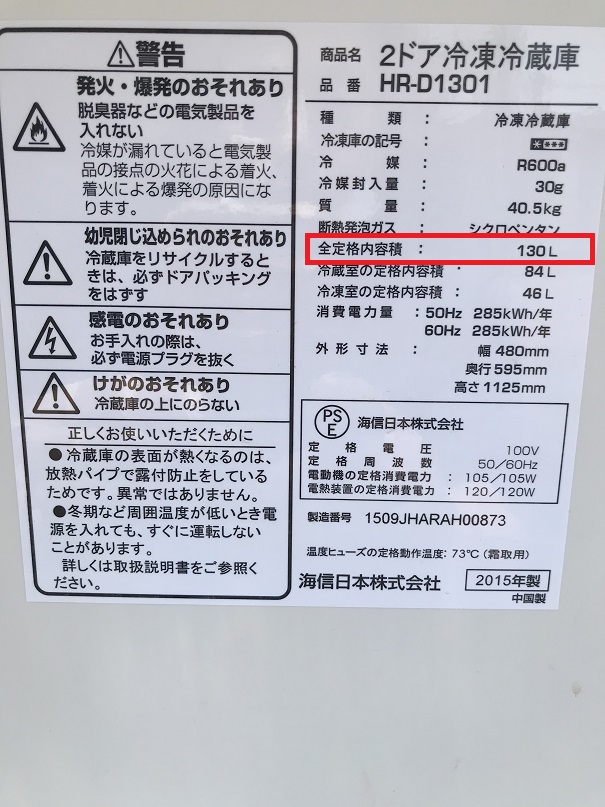 ⚠警告
発火・爆発のおそれあり
脱臭器などの電気製品を
入れない
冷媒が漏れていると電気製
品の接点の火花による着火、
着火による爆発の原因にな
ります。
幼児閉じ込められのおそれあり
冷蔵庫をリサイクルすると
きは、必ずドアパッキング
をはずす
感電のおそれあり
お手入れの際は、
必ず電源プラグを抜く
けがのおそれあり
冷蔵庫の上にのらない
正しくお使いいただくために
●冷蔵庫の表面が熱くなるのは、
放熱パイプで露付防止をしている
ためです。異常ではありません。
●冬期など周囲温度が低いとき電
源を入れても、すぐに運転しない
ことがあります。
詳しくは取扱説明書をご参照く
ださい。
商品名 2ドア冷凍冷蔵庫
品番 HR-D1301
種類： 冷凍冷蔵庫
冷凍庫の記号： ＊***
冷媒： R600a
冷媒封入量： 30g
質量： 40.5kg
断熱発泡ガス： シクロペンタン
全定格内容積： 130L
冷蔵室の定格内容積： 84L
冷凍室の定格内容積： 46L
消費電力量：50Hz 285kWh/年
60Hz 285kWh/年
外形寸法： 幅 480mm
奥行 595mm
高さ 1125mm
PS
E
海信日本株式会社
定格電圧 100V
定格周波数 50/60Hz
電動機の定格消費電力：105/105W
電熱装置の定格消費電力：120/120W
製造番号 1509JHARAH00873
温度ヒューズの定格動作温度：73℃（霜取用）
海信日本株式会社 2015年製
中国製